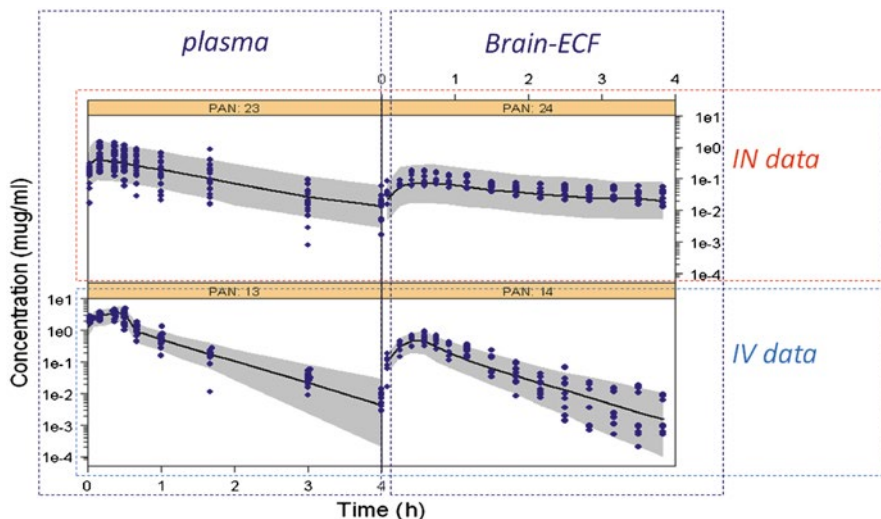 plasma
Brain-ECF
0 1 2 3 4
PAN: 23
PAN: 24
1e1
1e0
1e-1
1e-2
1e-3
1e-4
IN data
PAN: 13
PAN: 14
1e1
1e0
1e-1
1e-2
1e-3
1e-4
IV data
Concentration (mug/ml)
0 1 2 3 4
Time (h)